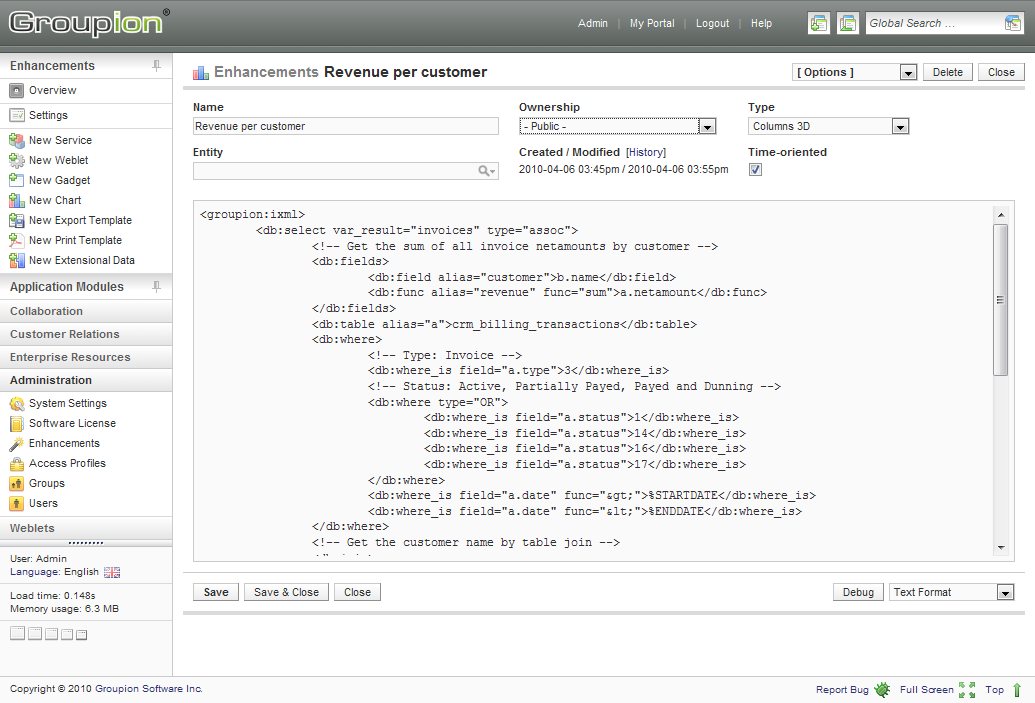 Groupion®
Admin | My Portal | Logout | Help
Global Search ...
Enhancements
Overview
Settings
New Service
New Weblet
New Gadget
New Chart
New Export Template
New Print Template
New Extensional Data
Application Modules
Collaboration
Customer Relations
Enterprise Resources
Administration
System Settings
Software License
Enhancements
Access Profiles
Groups
Users
Weblets
User: Admin
Language: English
Load time: 0.148s
Memory usage: 6.3 MB
Enhancements Revenue per customer
[ Options ] Delete Close
Name Ownership Type
Revenue per customer - Public - Columns 3D
Entity Created / Modified [History] Time-oriented
2010-04-06 03:45pm / 2010-04-06 03:55pm
<groupion:ixml>
<db:select var_result="invoices" type="assoc">
<!-- Get the sum of all invoice netamounts by customer -->
<db:fields>
<db:field alias="customer">b.name</db:field>
<db:func alias="revenue" func="sum">a.netamount</db:func>
</db:fields>
<db:table alias="a">crm_billing_transactions</db:table>
<db:where>
<!-- Type: Invoice -->
<db:where_is field="a.type">3</db:where_is>
<!-- Status: Active, Partially Payed, Payed and Dunning -->
<db:where type="OR">
<db:where_is field="a.status">1</db:where_is>
<db:where_is field="a.status">14</db:where_is>
<db:where_is field="a.status">16</db:where_is>
<db:where_is field="a.status">17</db:where_is>
</db:where>
<db:where_is field="a.date" func="&gt;">%STARTDATE</db:where_is>
<db:where_is field="a.date" func="&lt;">%ENDDATE</db:where_is>
</db:where>
<!-- Get the customer name by table join -->
Save Save & Close Close Debug Text Format
Copyright © 2010 Groupion Software Inc.
Report Bug Full Screen Top